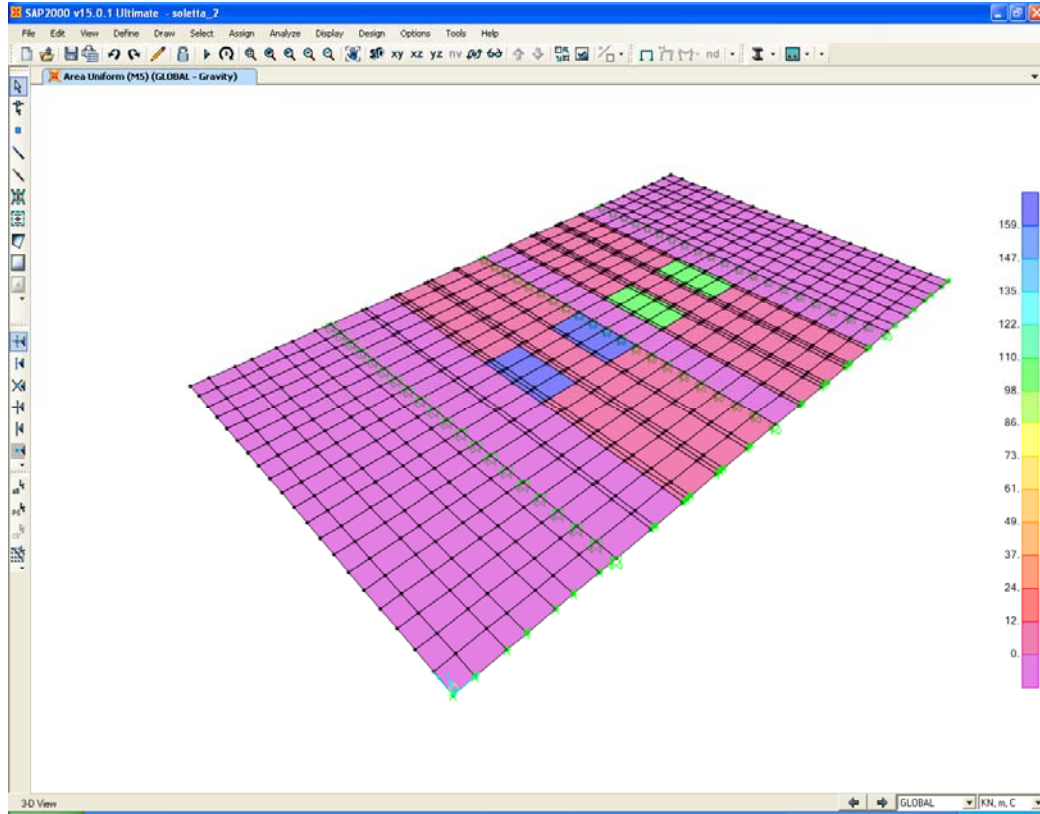 SAP2000 v15.0.1 Ultimate - soletta_2
File Edit View Define Draw Select Assign Analyze Display Design Options Tools Help
xy xz yz nv nd
Area Uniform (M5) (GLOBAL - Gravity)
159.
147.
135.
122.
110.
98.
86.
73.
61.
49.
37.
24.
12.
0.
3-D View
GLOBAL
KN, m, C